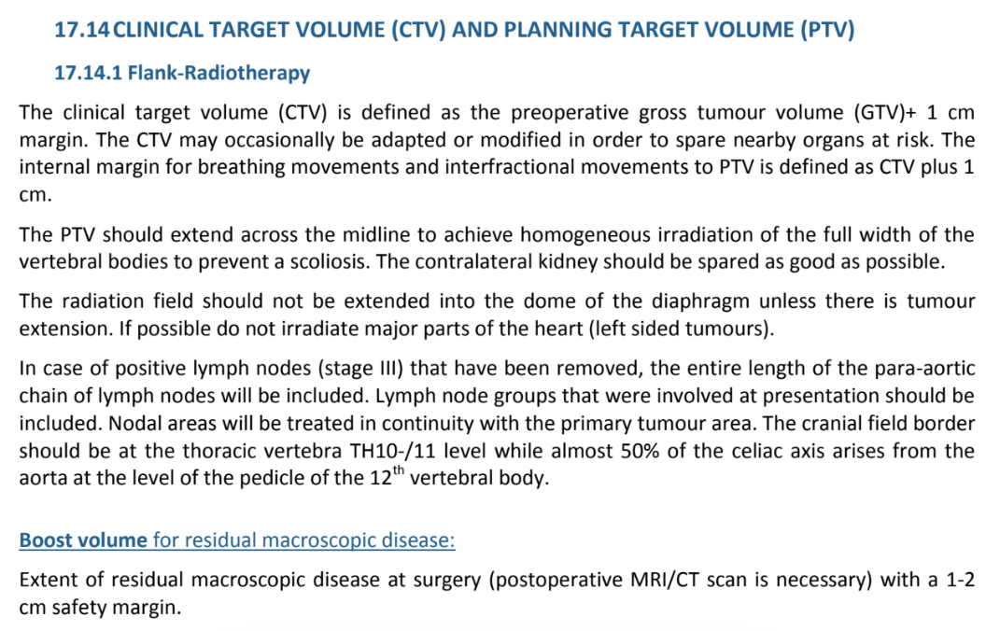 17.14 CLINICAL TARGET VOLUME (CTV) AND PLANNING TARGET VOLUME (PTV)
17.14.1 Flank-Radiotherapy
The clinical target volume (CTV) is defined as the preoperative gross tumour volume (GTV)+ 1 cm
margin. The CTV may occasionally be adapted or modified in order to spare nearby organs at risk. The
internal margin for breathing movements and interfractional movements to PTV is defined as CTV plus 1
cm.
The PTV should extend across the midline to achieve homogeneous irradiation of the full width of the
vertebral bodies to prevent a scoliosis. The contralateral kidney should be spared as good as possible.
The radiation field should not be extended into the dome of the diaphragm unless there is tumour
extension. If possible do not irradiate major parts of the heart (left sided tumours).
In case of positive lymph nodes (stage III) that have been removed, the entire length of the para-aortic
chain of lymph nodes will be included. Lymph node groups that were involved at presentation should be
included. Nodal areas will be treated in continuity with the primary tumour area. The cranial field border
should be at the thoracic vertebra TH10-/11 level while almost 50% of the celiac axis arises from the
aorta at the level of the pedicle of the 12th vertebral body.
Boost volume for residual macroscopic disease:
Extent of residual macroscopic disease at surgery (postoperative MRI/CT scan is necessary) with a 1-2
cm safety margin.